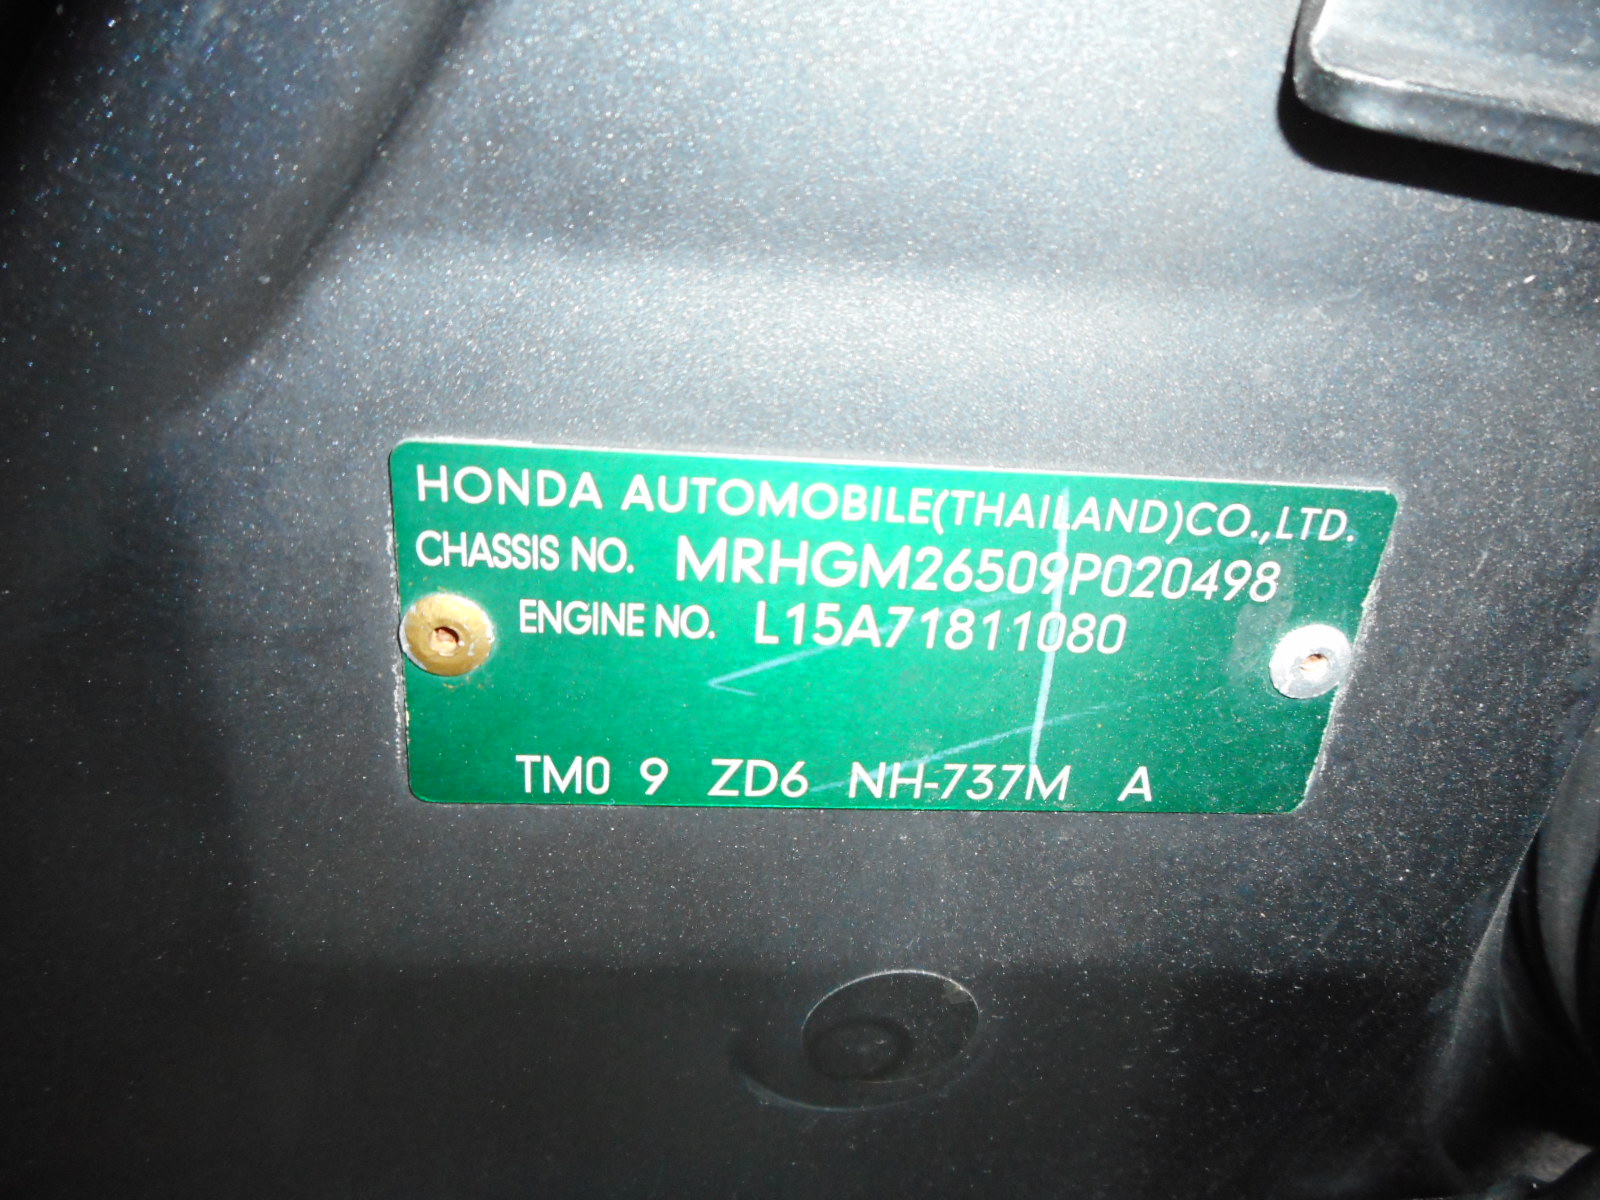 HONDA AUTOMOBILE(THAILAND)CO.,LTD.
CHASSIS NO. MRHGM26509P020498
ENGINE NO. L15A71811080
TM0 9 ZD6 NH-737M A